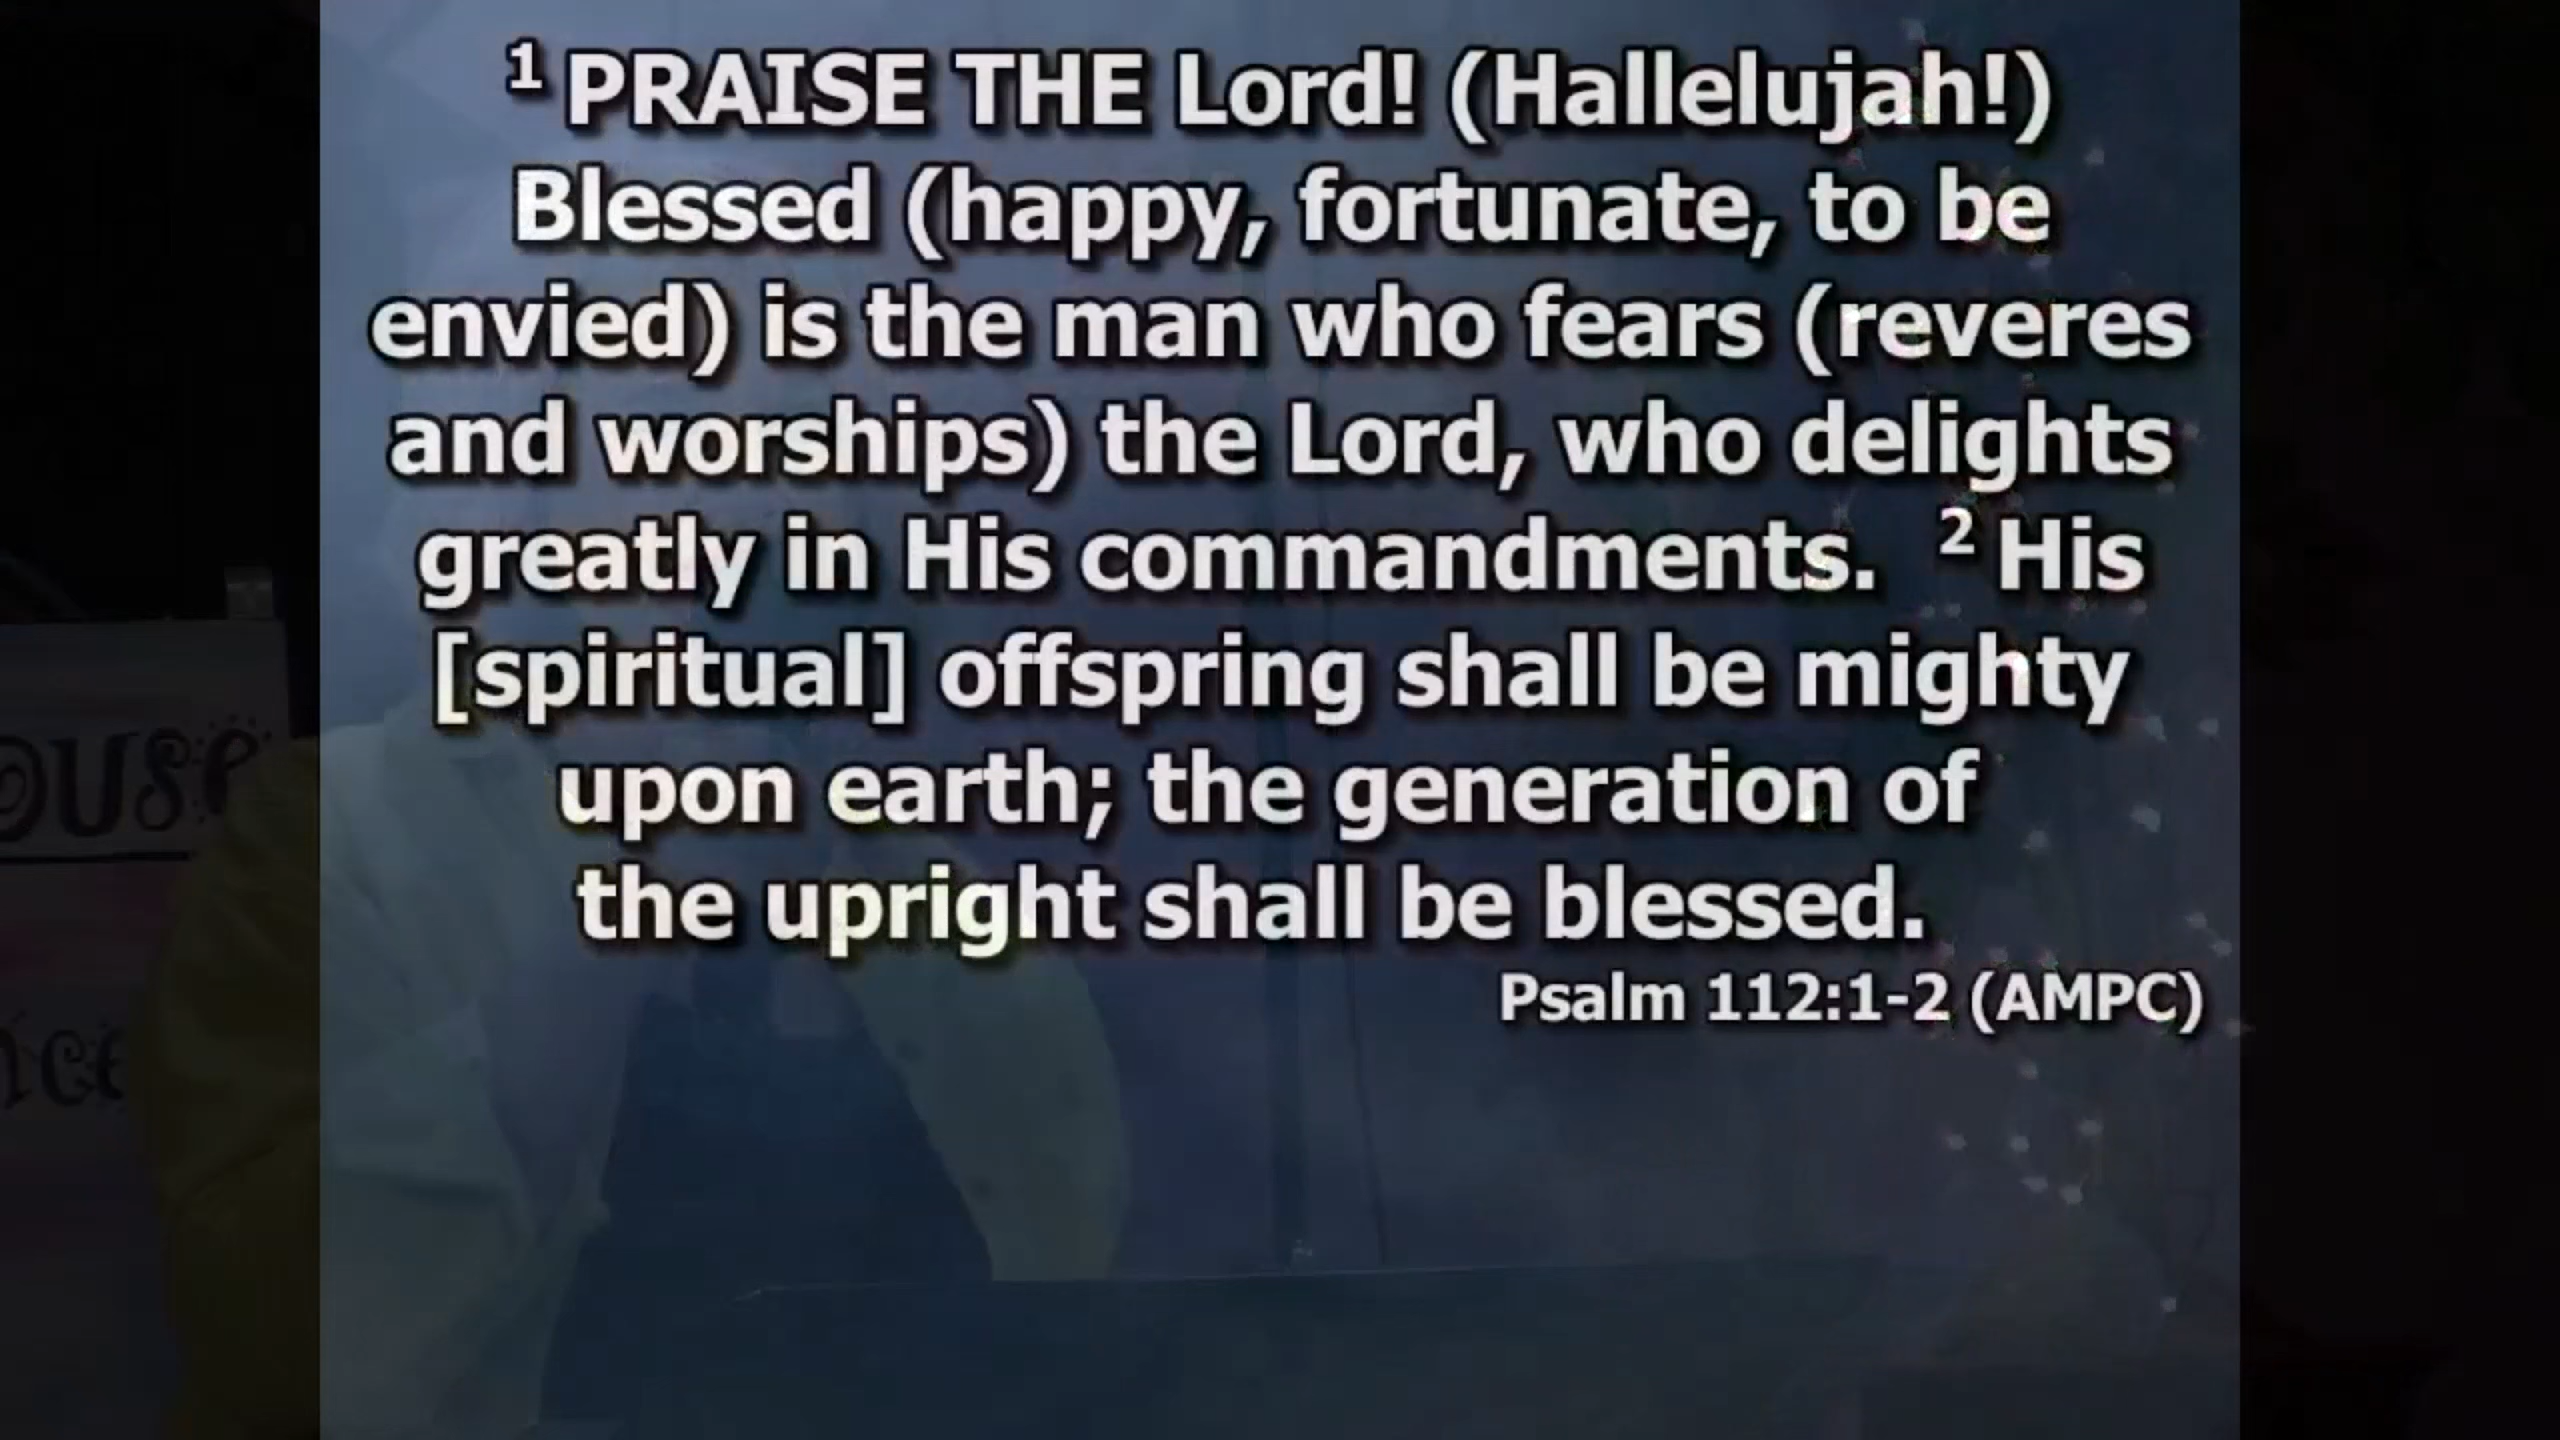 ¹ PRAISE THE Lord! (Hallelujah!)
Blessed (happy, fortunate, to be
envied) is the man who fears (reveres
and worships) the Lord, who delights
greatly in His commandments. ² His
[spiritual] offspring shall be mighty
upon earth; the generation of
the upright shall be blessed.
Psalm 112:1-2 (AMPC)